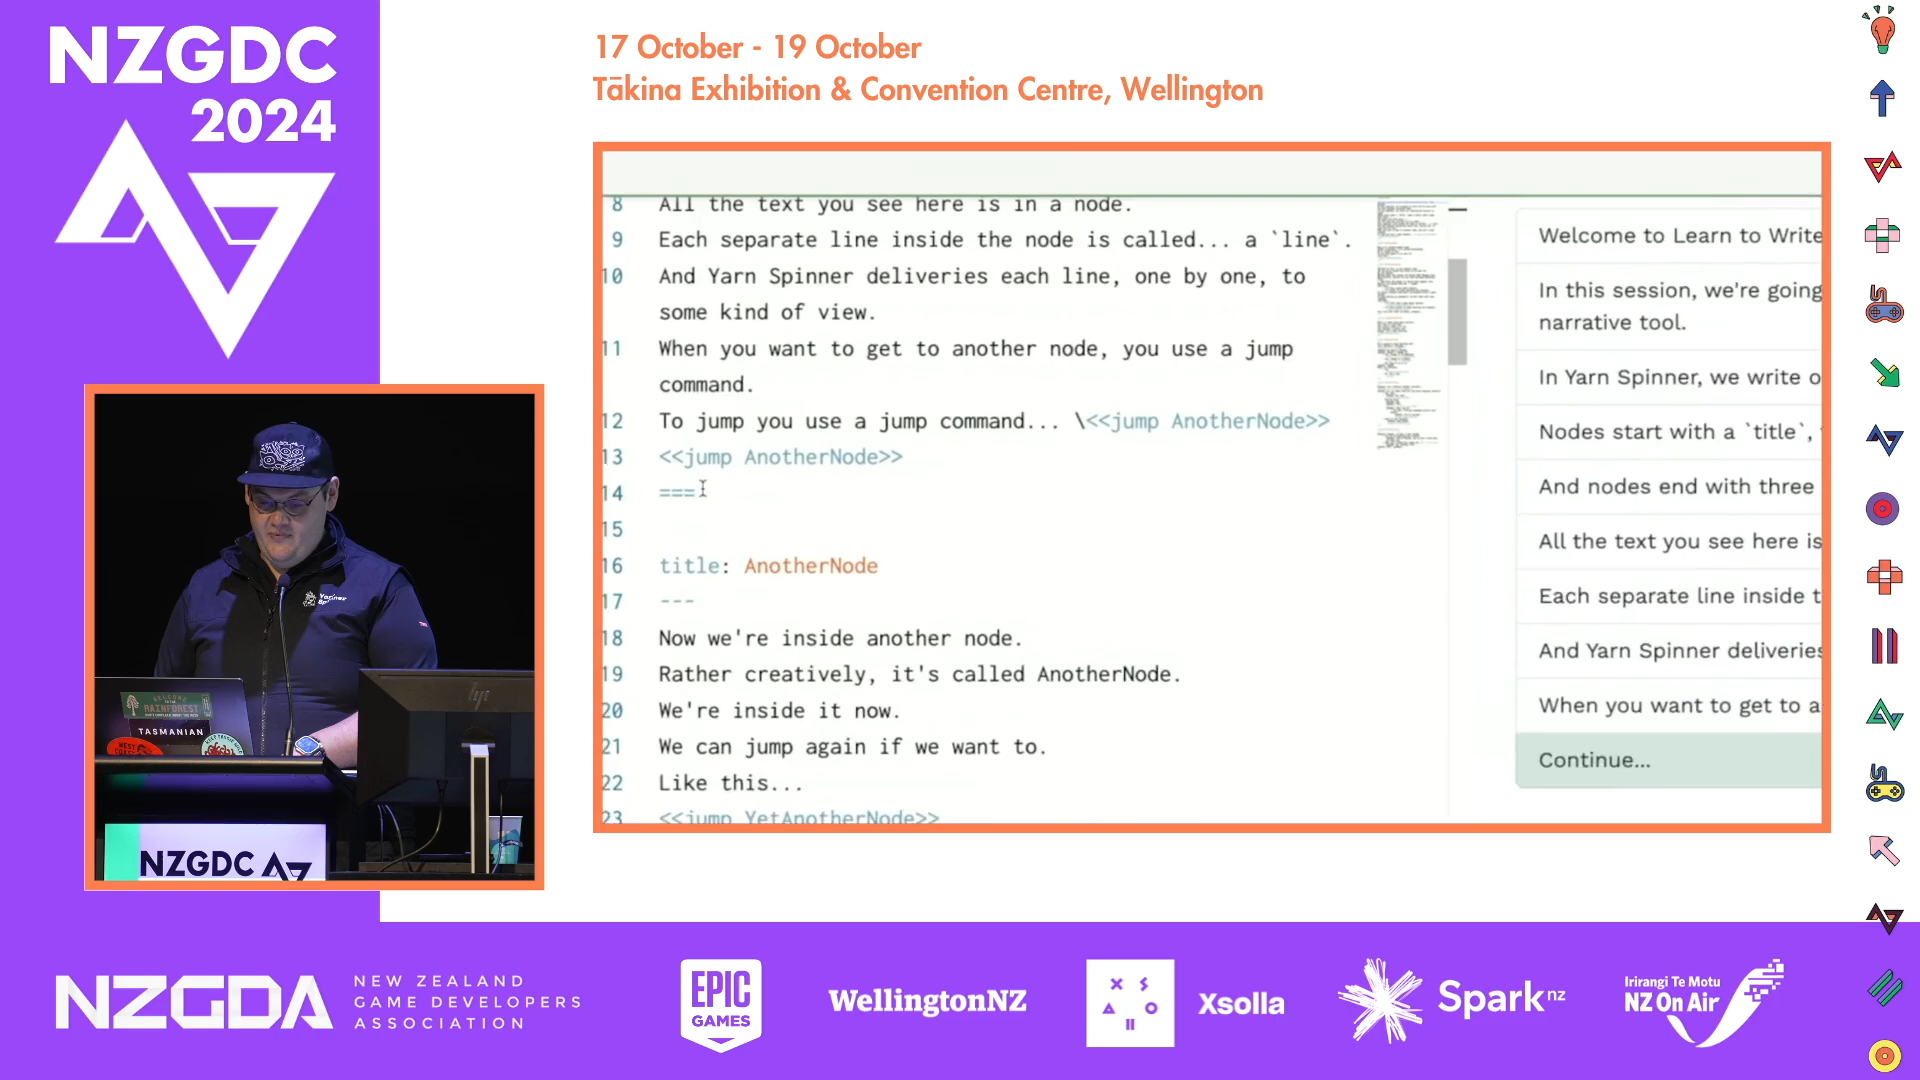 NZGDC
2024
17 October - 19 October
Tākina Exhibition & Convention Centre, Wellington
8 All the text you see here is in a node.
9 Each separate line inside the node is called... a `line`.
10 And Yarn Spinner deliveries each line, one by one, to
some kind of view.
11 When you want to get to another node, you use a jump
command.
12 To jump you use a jump command... \<<jump AnotherNode>>
13 <<jump AnotherNode>>
14 ===
15
16 title: AnotherNode
17 ---
18 Now we're inside another node.
19 Rather creatively, it's called AnotherNode.
20 We're inside it now.
21 We can jump again if we want to.
22 Like this...
23 <<jump YetAnotherNode>>
Welcome to Learn to Write
In this session, we're going
narrative tool.
In Yarn Spinner, we write o
Nodes start with a `title`,
And nodes end with three
All the text you see here is
Each separate line inside t
And Yarn Spinner deliveries
When you want to get to a
Continue...
Yarn
WELCOME
RAINFOREST
TASMANIAN
WEST
hp
NZGDC
NZGDA
NEW ZEALAND
GAME DEVELOPERS
ASSOCIATION
EPIC
GAMES
WellingtonNZ
XSOLLA
Xsolla
Spark nz
Irirangi Te Motu
NZ On Air